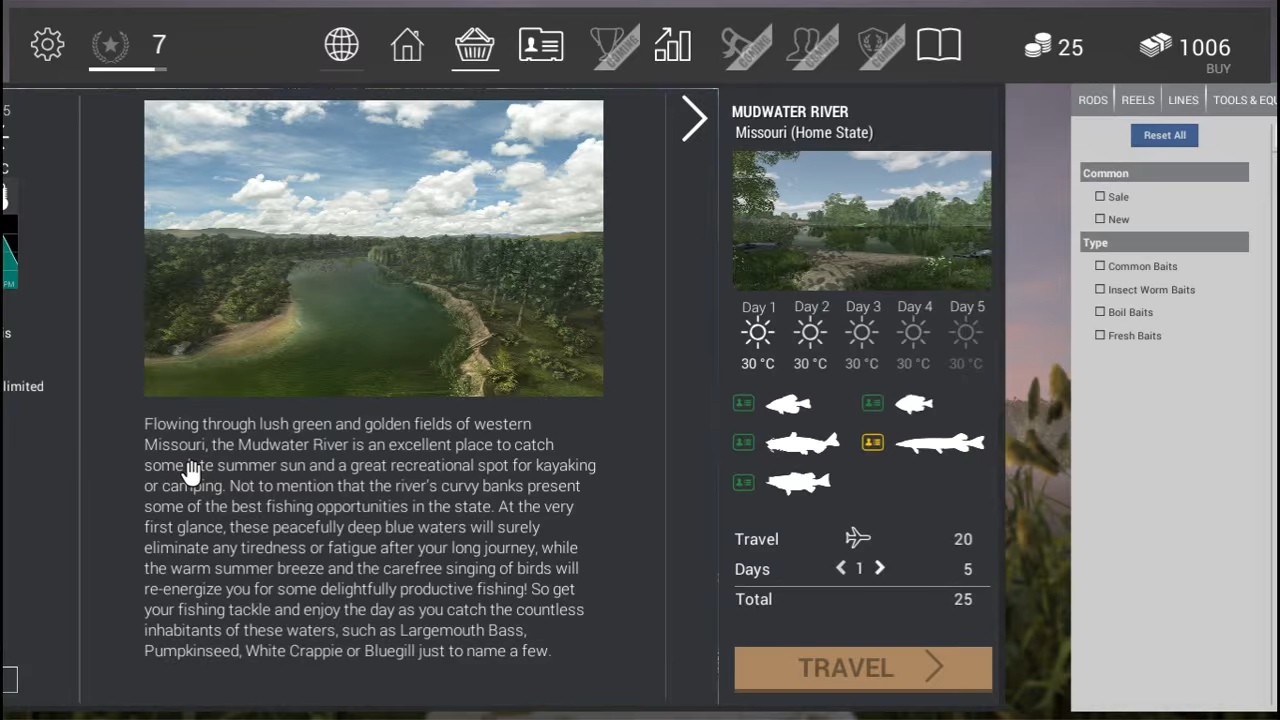 7
COMING
COMING
COMING
COMING
25
1006
BUY
5
C
PM
is
limited
Flowing through lush green and golden fields of western
Missouri, the Mudwater River is an excellent place to catch
some late summer sun and a great recreational spot for kayaking
or camping. Not to mention that the river's curvy banks present
some of the best fishing opportunities in the state. At the very
first glance, these peacefully deep blue waters will surely
eliminate any tiredness or fatigue after your long journey, while
the warm summer breeze and the carefree singing of birds will
re-energize you for some delightfully productive fishing! So get
your fishing tackle and enjoy the day as you catch the countless
inhabitants of these waters, such as Largemouth Bass,
Pumpkinseed, White Crappie or Bluegill just to name a few.
MUDWATER RIVER
Missouri (Home State)
Day 1 Day 2 Day 3 Day 4 Day 5
30 °C 30 °C 30 °C 30 °C 30 °C
Travel 20
Days 1 5
Total 25
TRAVEL
RODS REELS LINES TOOLS & EQU
Reset All
Common
Sale
New
Type
Common Baits
Insect Worm Baits
Boil Baits
Fresh Baits